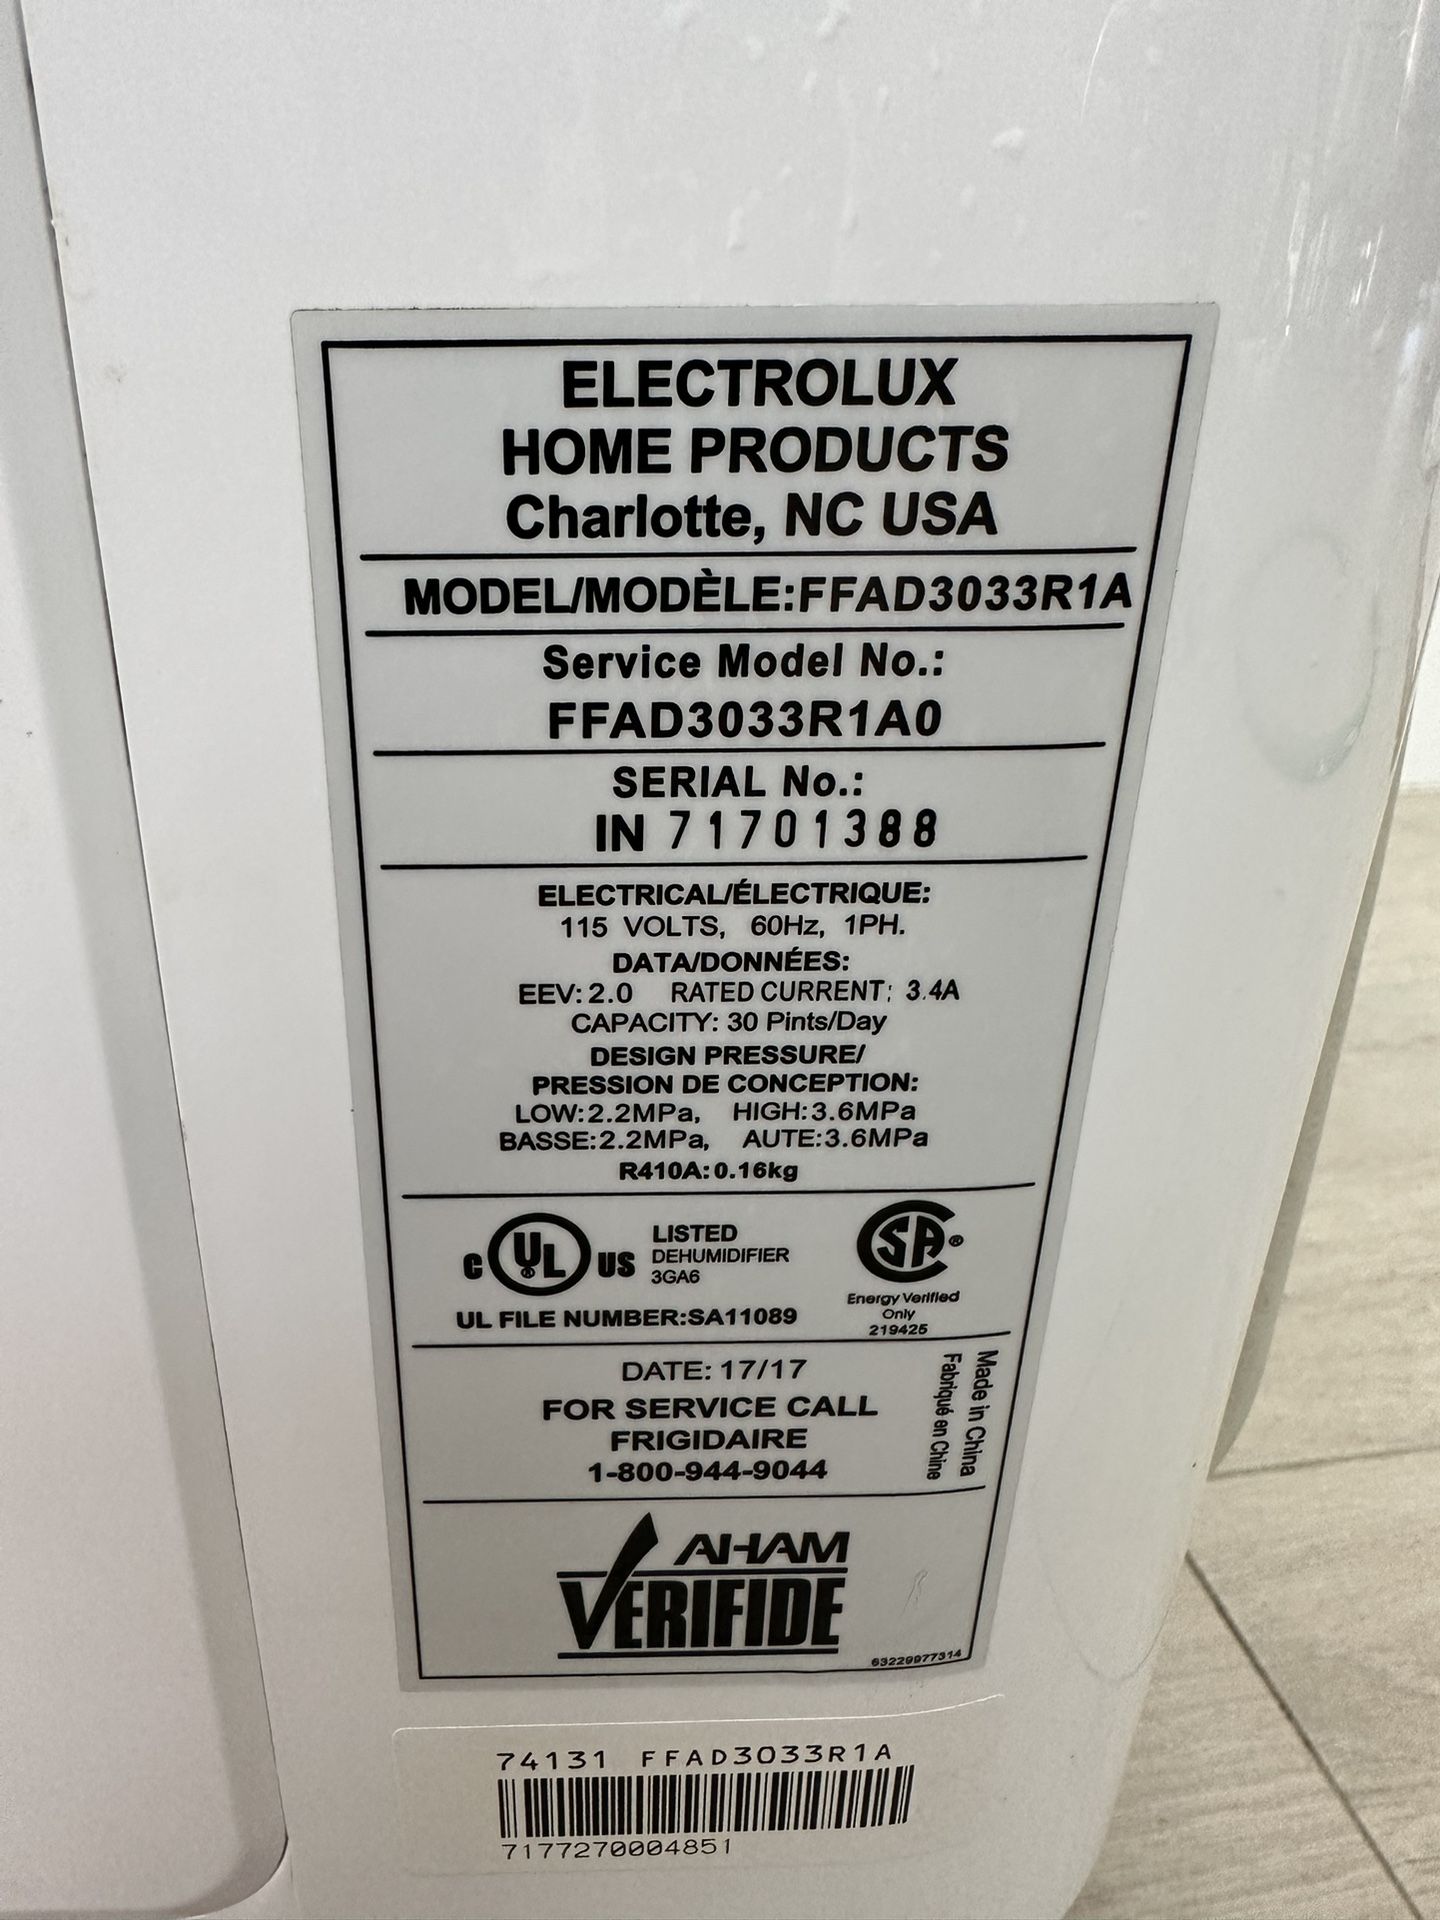 ELECTROLUX
HOME PRODUCTS
Charlotte, NC USA
MODEL/MODÈLE:FFAD3033R1A
Service Model No.:
FFAD3033R1A0
SERIAL No.:
IN 71701388
ELECTRICAL/ÉLECTRIQUE:
115 VOLTS, 60Hz, 1PH.
DATA/DONNÉES:
EEV: 2.0 RATED CURRENT: 3.4A
CAPACITY: 30 Pints/Day
DESIGN PRESSURE/
PRESSION DE CONCEPTION:
LOW:2.2MPa, HIGH:3.6MPa
BASSE:2.2MPa, AUTE:3.6MPa
R410A:0.16kg
C UL® US
LISTED
DEHUMIDIFIER
3GA6
UL FILE NUMBER:SA11089
SA®
Energy Verified
Only
219425
DATE: 17/17
FOR SERVICE CALL
FRIGIDAIRE
1-800-944-9044
Made in China
Fabriqué en Chine
AHAM
VERIFIDE
63229977314
74131 FFAD3033R1A
7177270004851